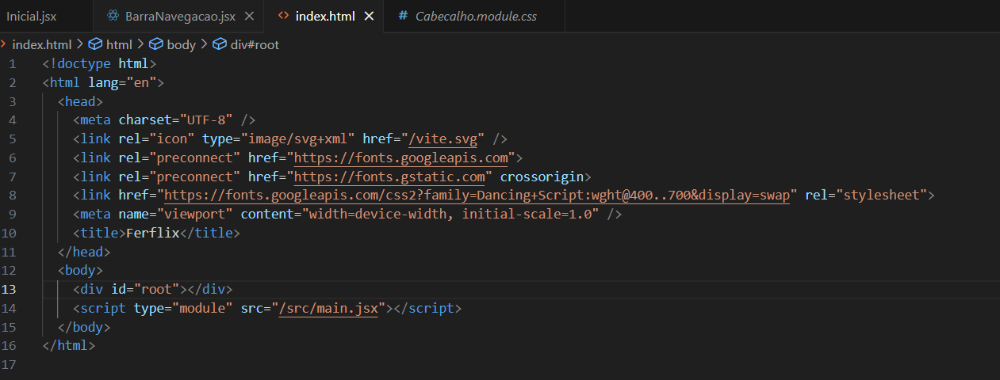 Inicial.jsx BarraNavegacao.jsx × <> index.html × # Cabecalho.module.css
index.html > html > body > div#root
1 <!doctype html>
2 <html lang="en">
3 <head>
4 <meta charset="UTF-8" />
5 <link rel="icon" type="image/svg+xml" href="/vite.svg" />
6 <link rel="preconnect" href="https://fonts.googleapis.com">
7 <link rel="preconnect" href="https://fonts.gstatic.com" crossorigin>
8 <link href="https://fonts.googleapis.com/css2?family=Dancing+Script:wght@400..700&display=swap" rel="stylesheet">
9 <meta name="viewport" content="width=device-width, initial-scale=1.0" />
10 <title>Ferflix</title>
11 </head>
12 <body>
13 <div id="root"></div>
14 <script type="module" src="/src/main.jsx"></script>
15 </body>
16 </html>
17